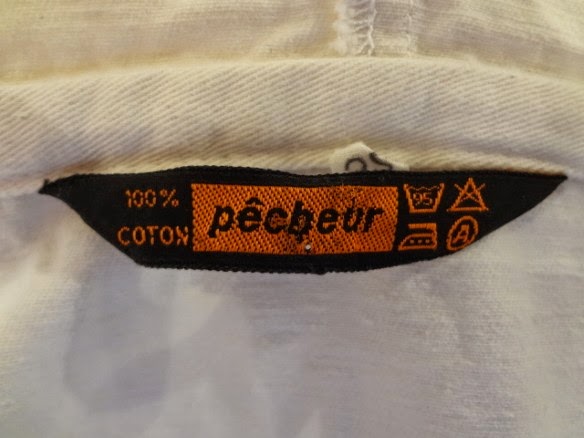 100%
COTON
pêcheur
95
A